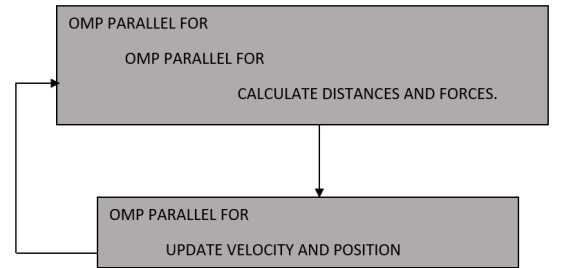 OMP PARALLEL FOR
OMP PARALLEL FOR
CALCULATE DISTANCES AND FORCES.
OMP PARALLEL FOR
UPDATE VELOCITY AND POSITION